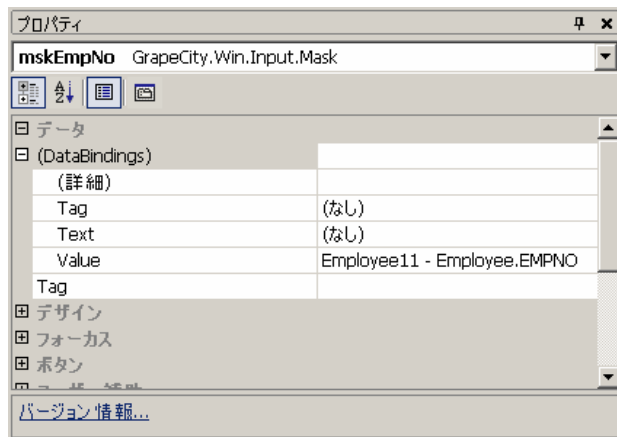 プロパティ
mskEmpNo GrapeCity.Win.Input.Mask
データ
(DataBindings)
(詳細)
Tag (なし)
Text (なし)
Value Employee11 - Employee.EMPNO
Tag
デザイン
フォーカス
ボタン
バージョン情報...